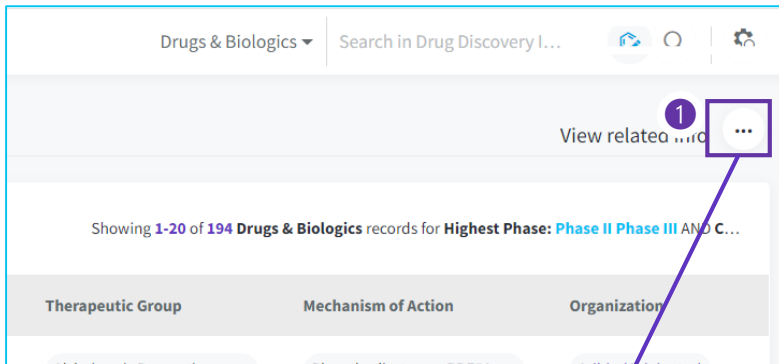 Drugs & Biologics Search in Drug Discovery I...
1
View related info ...
Showing 1-20 of 194 Drugs & Biologics records for Highest Phase: Phase II Phase III AND C...
Therapeutic Group Mechanism of Action Organization